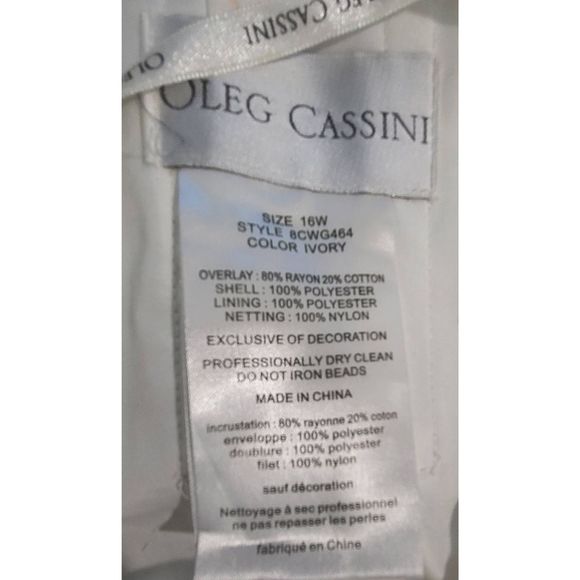 OLEG CASSINI
OLEG CASSINI
SIZE 16W
STYLE 8CWG464
COLOR IVORY
OVERLAY : 80% RAYON 20% COTTON
SHELL : 100% POLYESTER
LINING : 100% POLYESTER
NETTING : 100% NYLON
EXCLUSIVE OF DECORATION
PROFESSIONALLY DRY CLEAN
DO NOT IRON BEADS
MADE IN CHINA
incrustation : 80% rayonne 20% coton
enveloppe : 100% polyester
doublure : 100% polyester
filet : 100% nylon
sauf décoration
Nettoyage à sec professionnel
ne pas repasser les perles
fabriqué en Chine